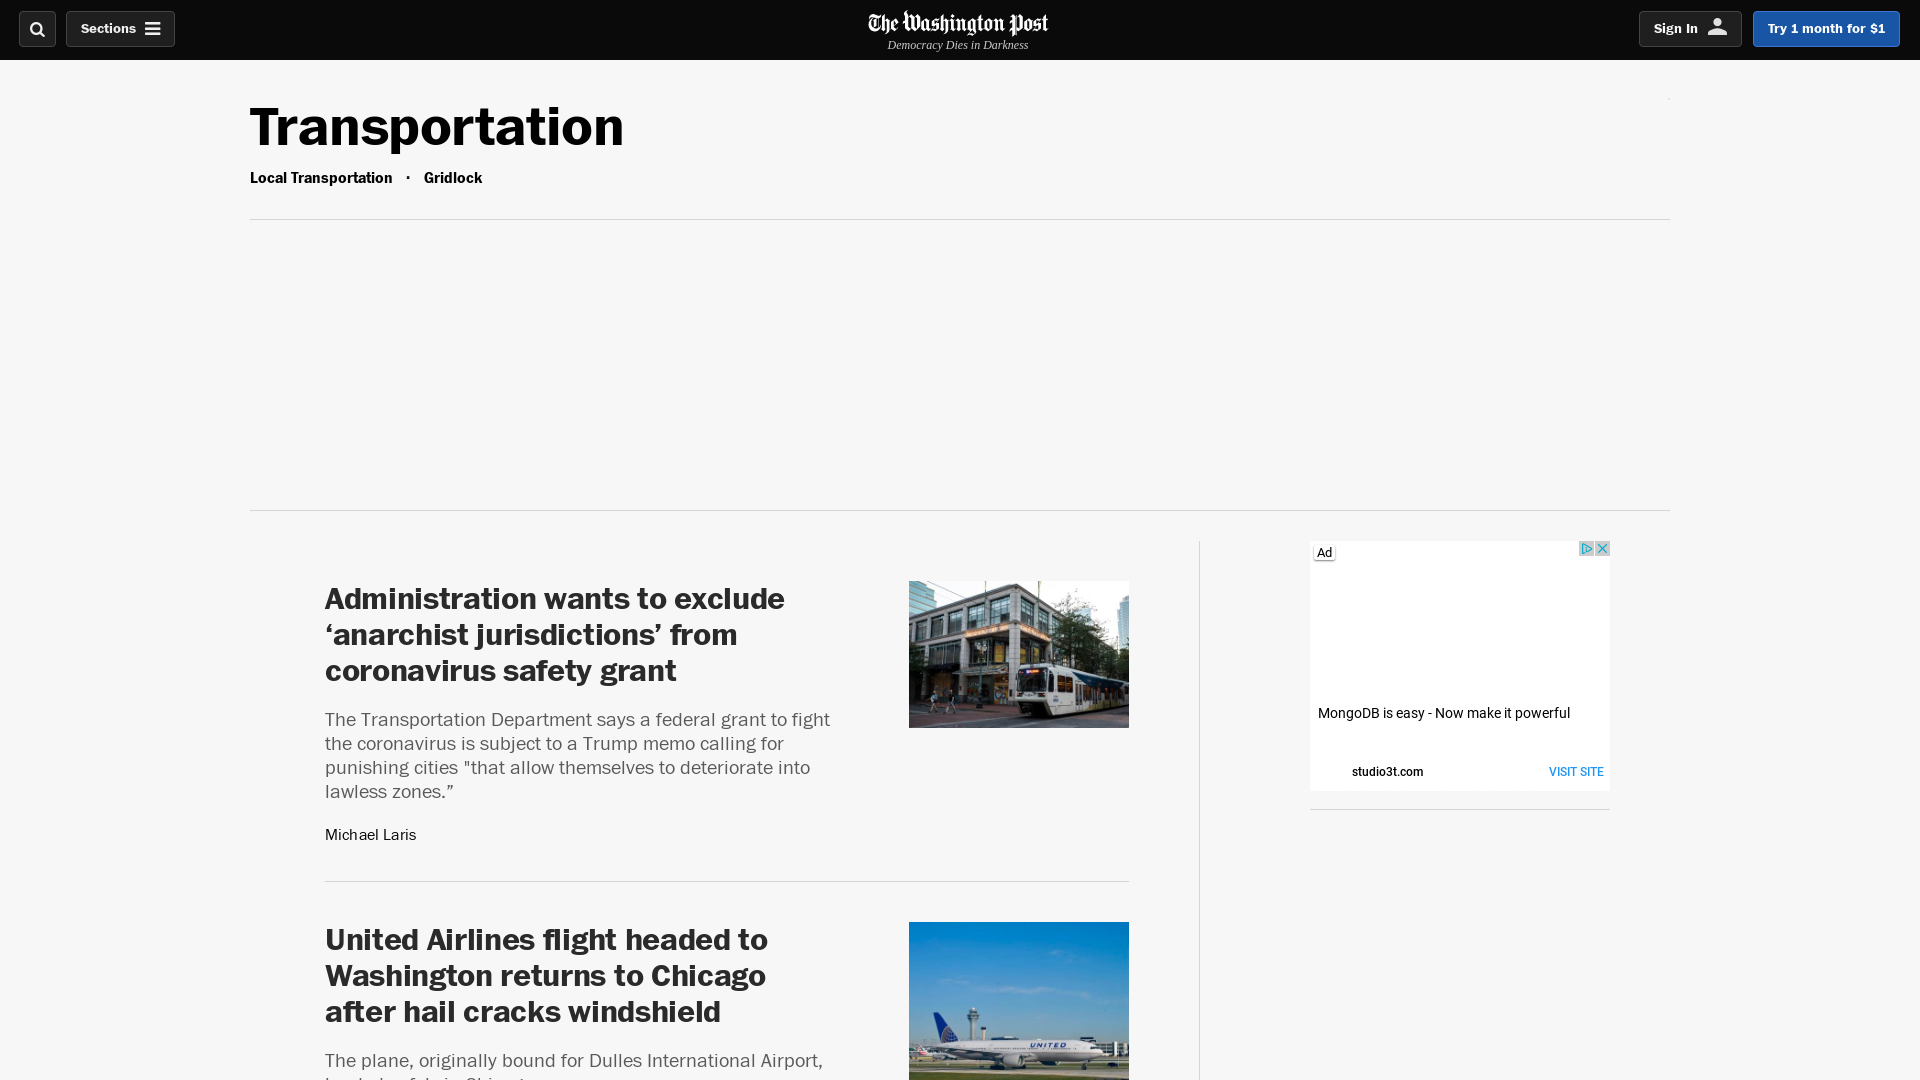 Sections
The Washington Post
Democracy Dies in Darkness
Sign In
Try 1 month for $1
Transportation
Local Transportation · Gridlock
Administration wants to exclude
‘anarchist jurisdictions’ from
coronavirus safety grant
The Transportation Department says a federal grant to fight
the coronavirus is subject to a Trump memo calling for
punishing cities "that allow themselves to deteriorate into
lawless zones.”
Michael Laris
Ad
MongoDB is easy - Now make it powerful
studio3t.com
VISIT SITE
United Airlines flight headed to
Washington returns to Chicago
after hail cracks windshield
UNITED
The plane, originally bound for Dulles International Airport,